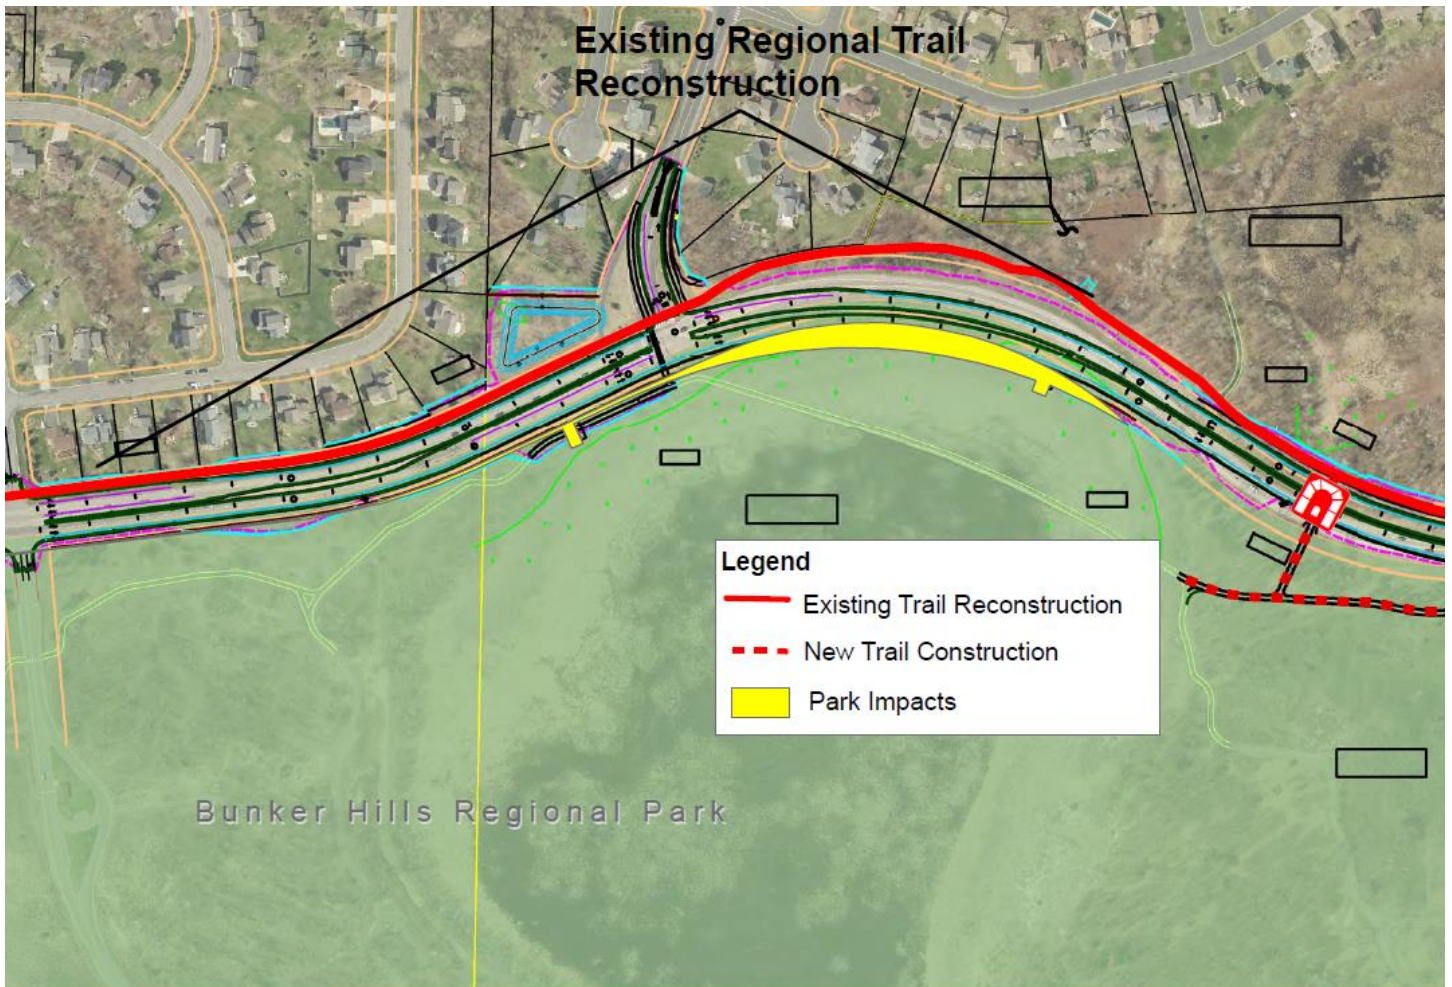 Existing Regional Trail
Reconstruction
Legend
Existing Trail Reconstruction
New Trail Construction
Park Impacts
Bunker Hills Regional Park